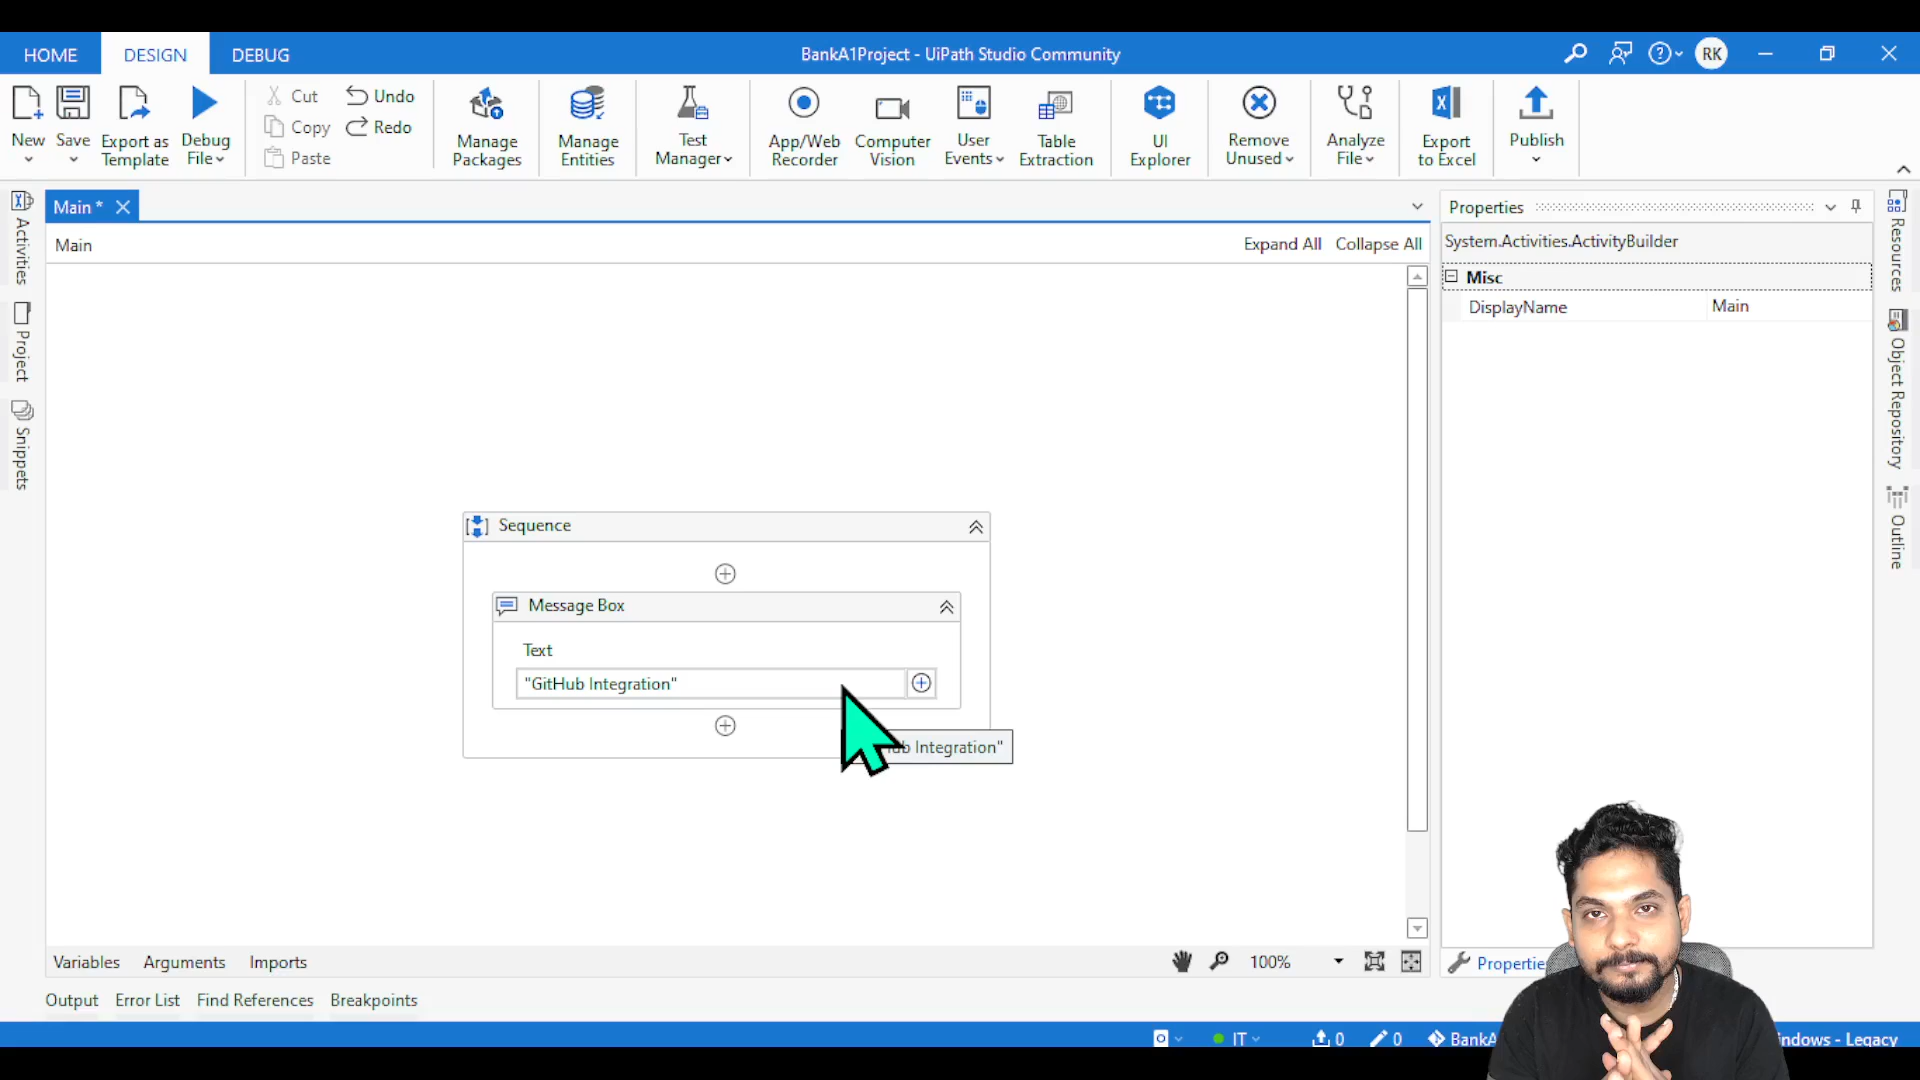 HOME DESIGN DEBUG
BankA1Project - UiPath Studio Community
RK
New
Save
Export as Template
Debug File
Cut
Copy
Paste
Undo
Redo
Manage Packages
Manage Entities
Test Manager
App/Web Recorder
Computer Vision
User Events
Table Extraction
UI Explorer
Remove Unused
Analyze File
Export to Excel
Publish
Activities
Project
Snippets
Main *
Main
Expand All Collapse All
Sequence
Message Box
Text
"GitHub Integration"
Integration"
Properties
System.Activities.ActivityBuilder
Misc
DisplayName Main
Resources
Object Repository
Outline
Variables Arguments Imports
100%
Output Error List Find References Breakpoints
IT
0
0
Legacy